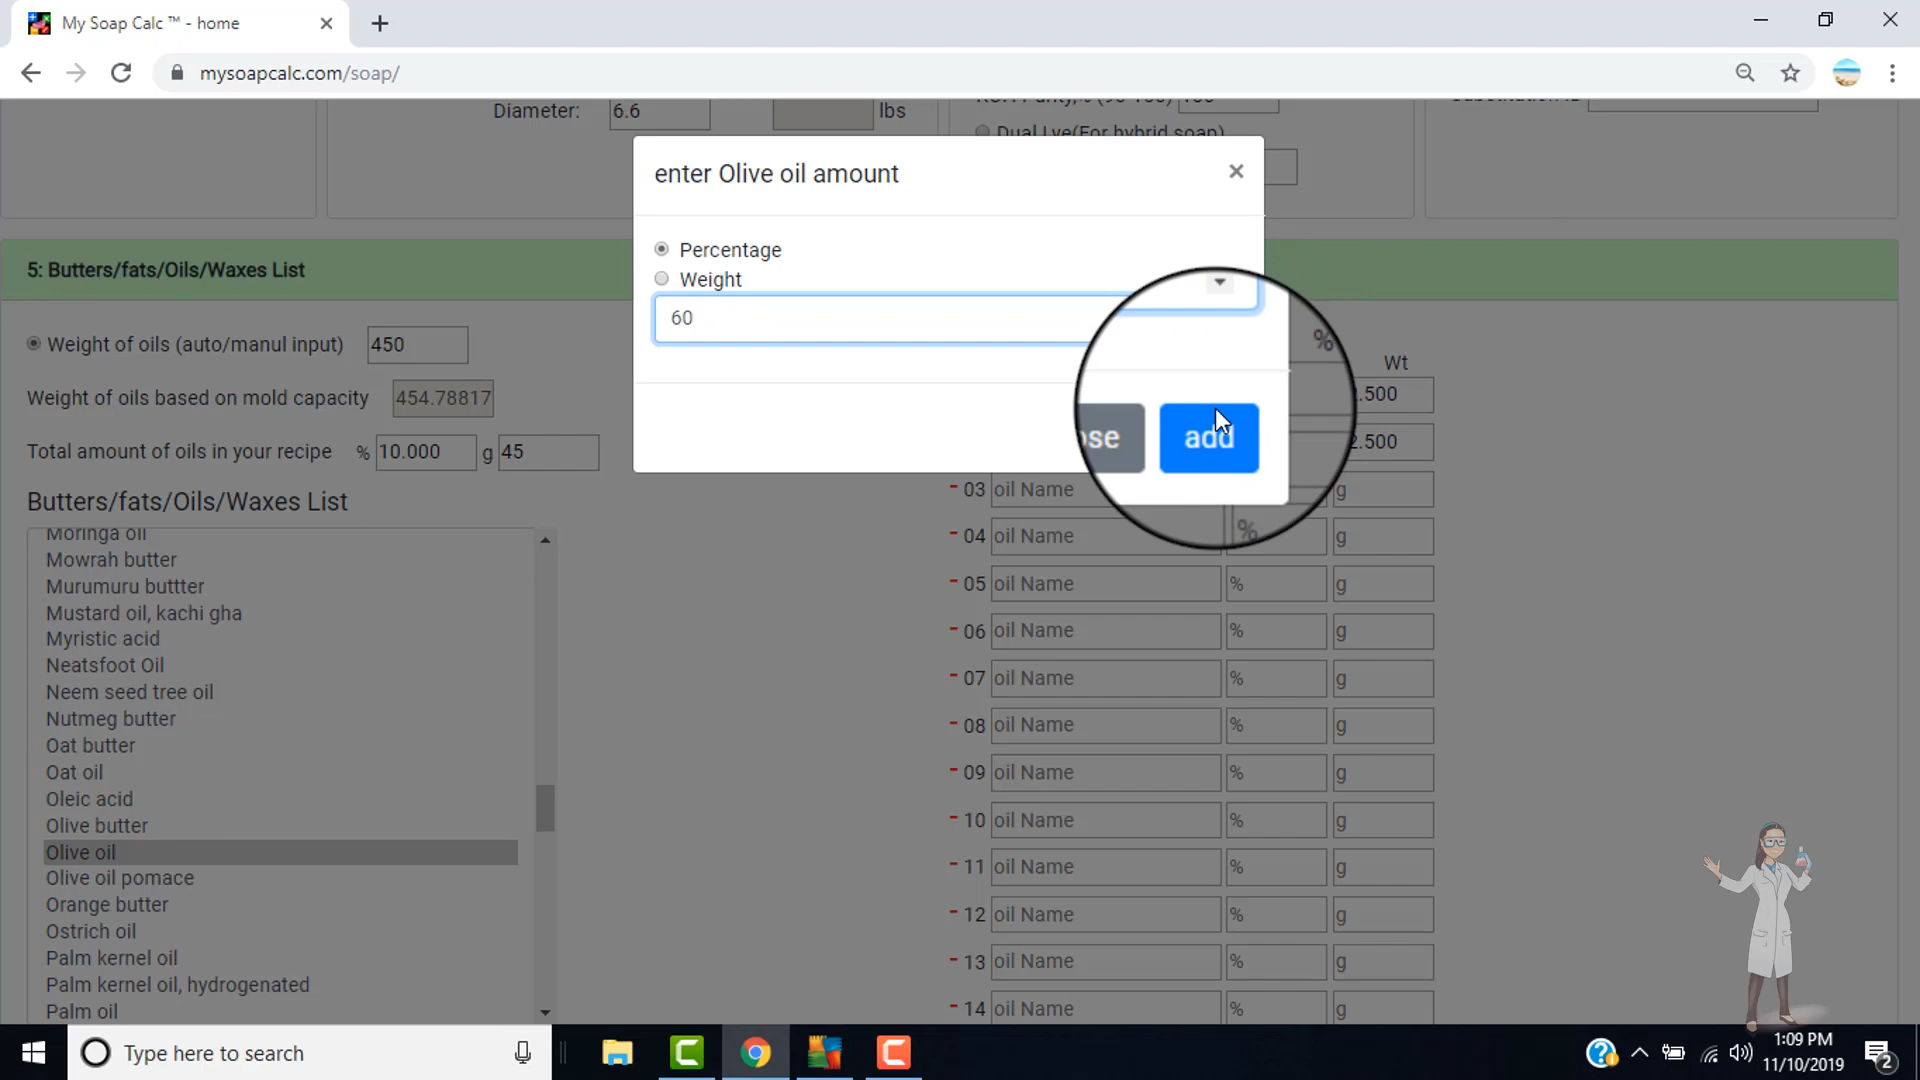 My Soap Calc ™ - home
mysoapcalc.com/soap/
Diameter: 6.6 lbs
Dual Lye(For hybrid soap)
enter Olive oil amount
Percentage
Weight
60
add
5: Butters/fats/Oils/Waxes List
Weight of oils (auto/manul input) 450
Weight of oils based on mold capacity 454.78817
Total amount of oils in your recipe % 10.000 g 45
Butters/fats/Oils/Waxes List
Moringa oil
Mowrah butter
Murumuru buttter
Mustard oil, kachi gha
Myristic acid
Neatsfoot Oil
Neem seed tree oil
Nutmeg butter
Oat butter
Oat oil
Oleic acid
Olive butter
Olive oil
Olive oil pomace
Orange butter
Ostrich oil
Palm kernel oil
Palm kernel oil, hydrogenated
Palm oil
% Wt
.500
2.500
- 03 oil Name g
- 04 oil Name % g
- 05 oil Name % g
- 06 oil Name % g
- 07 oil Name % g
- 08 oil Name % g
- 09 oil Name % g
- 10 oil Name % g
- 11 oil Name % g
- 12 oil Name % g
- 13 oil Name % g
- 14 oil Name % g
Type here to search
1:09 PM
11/10/2019
2